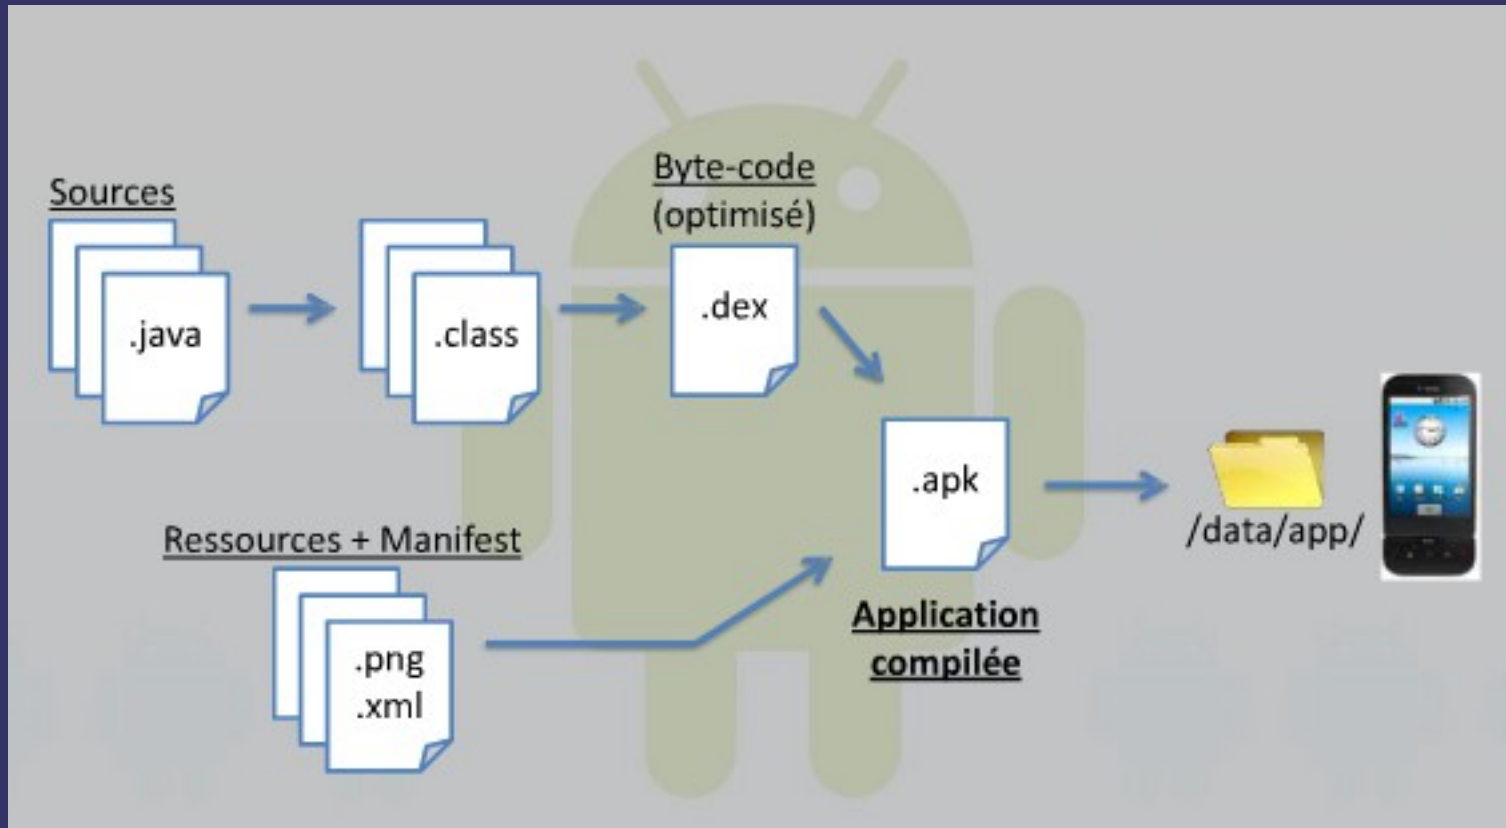 Sources
.java
.class
Byte-code
(optimisé)
.dex
Ressources + Manifest
.png
.xml
.apk
Application
compilée
/data/app/